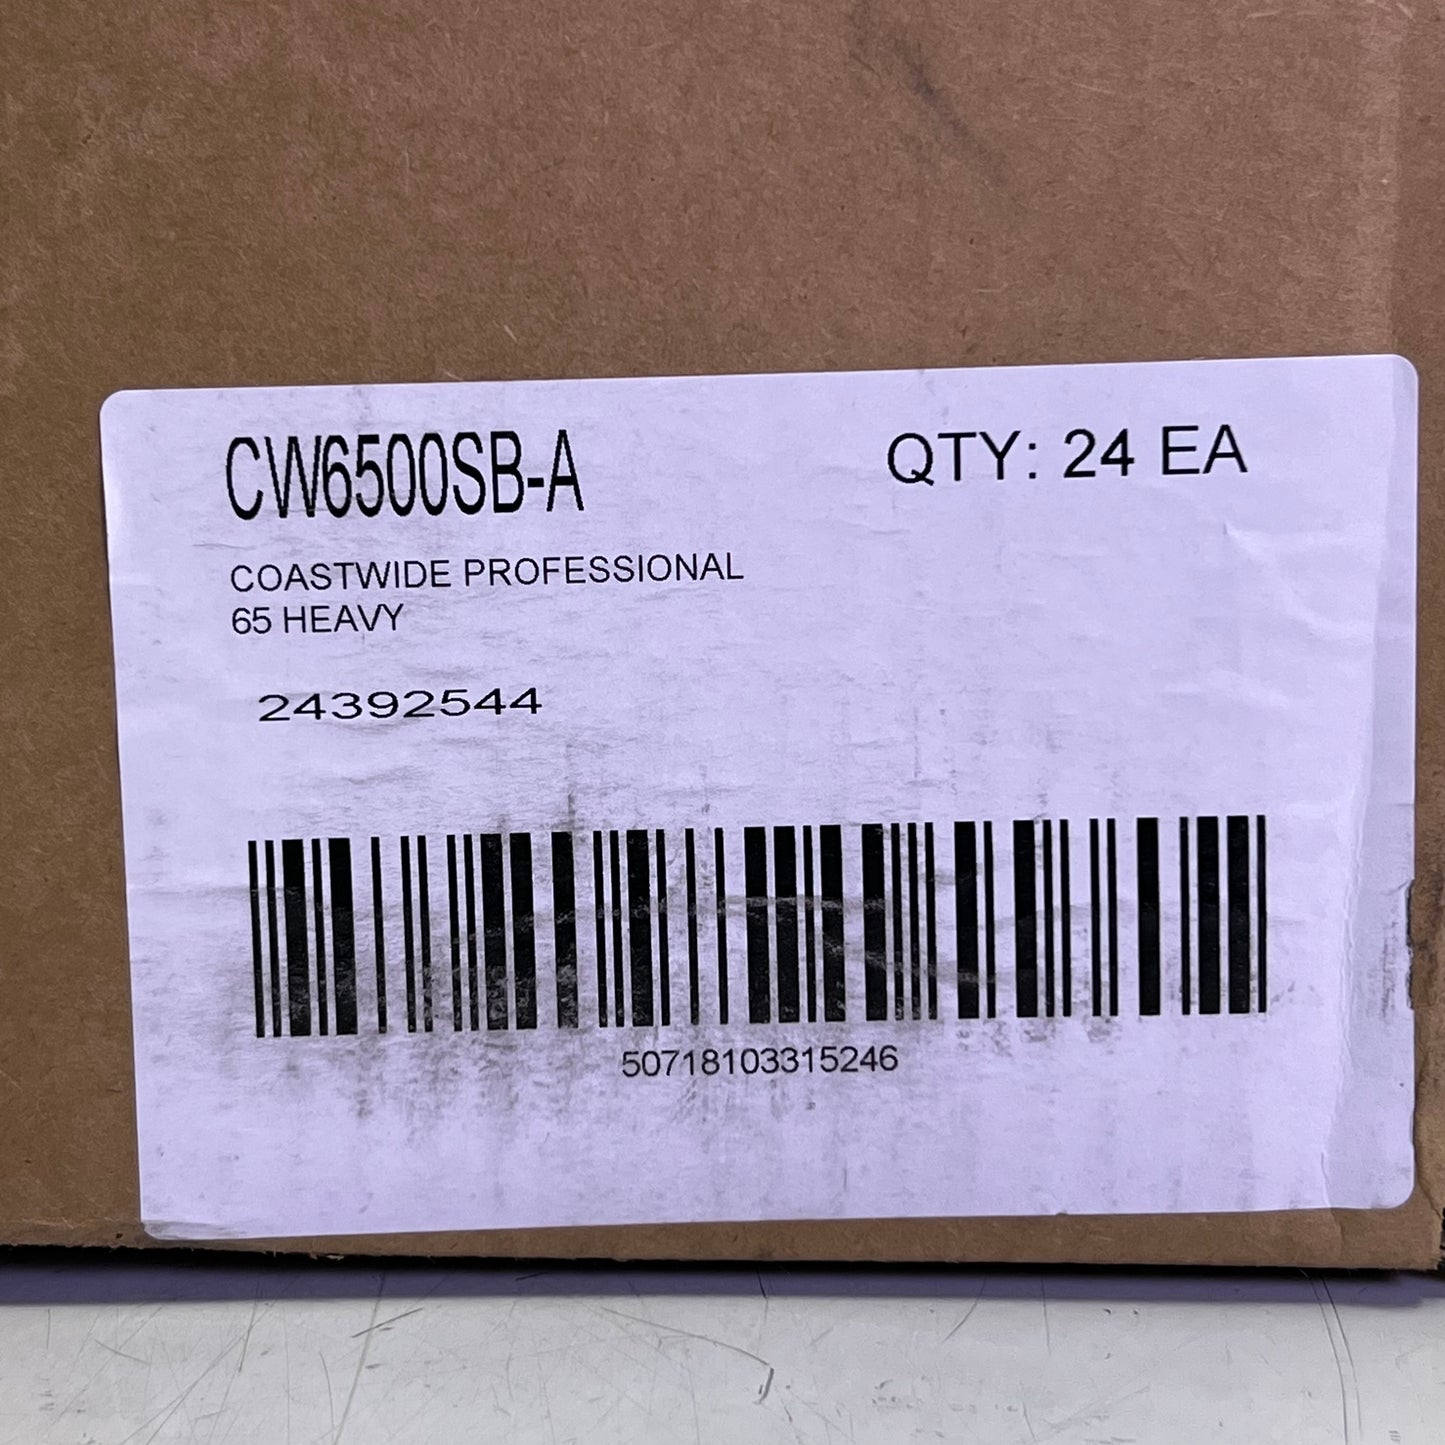 CW6500SB-A
QTY: 24 EA
COASTWIDE PROFESSIONAL
65 HEAVY
24392544
50718103315246